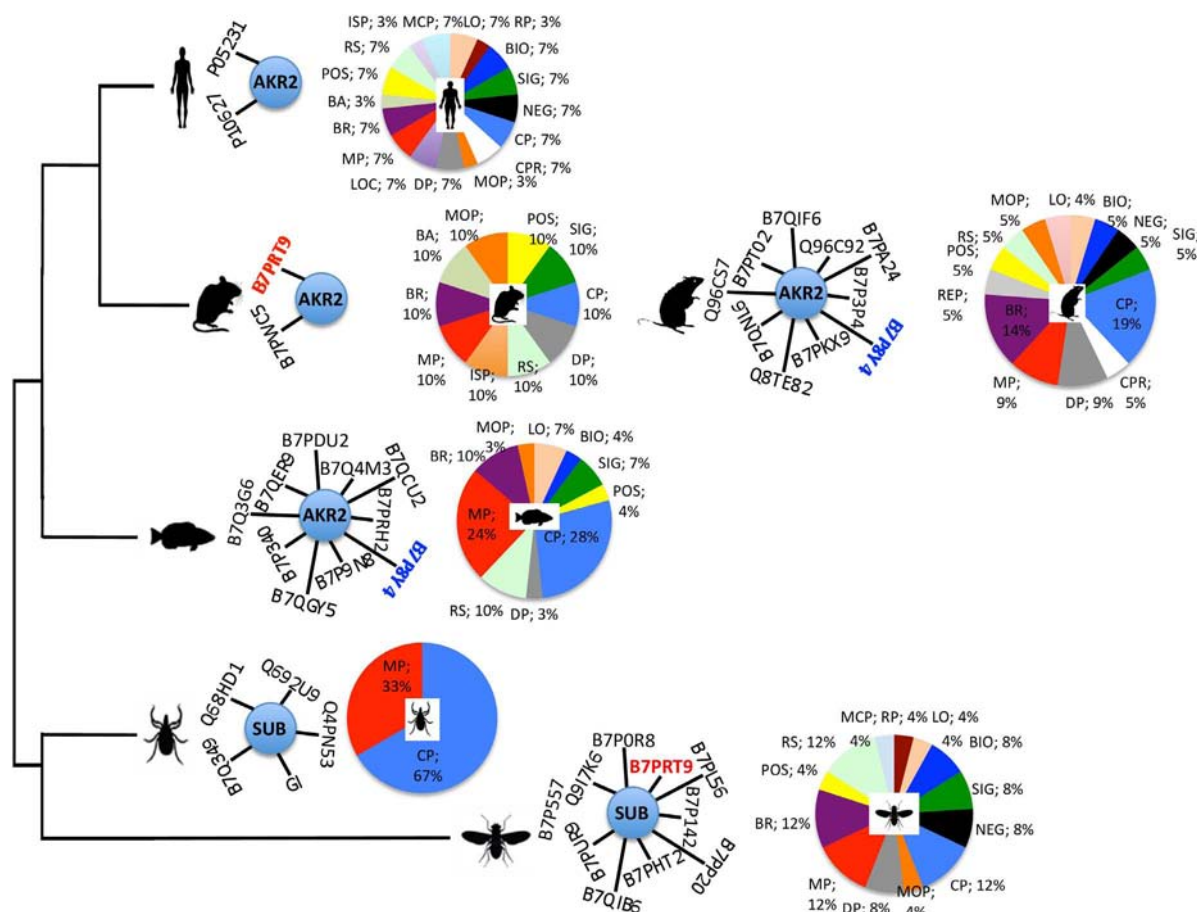 ISP; 3% MCP; 7% LO; 7% RP; 3%
RS; 7%
BIO; 7%
POS; 7%
SIG; 7%
BA; 3%
NEG; 7%
BR; 7%
CP; 7%
MP; 7%
CPR; 7%
LOC; 7% DP; 7% MOP; 3%
P05231
AKR2
P10627
B7PRT9
AKR2
B7PWC5
MOP;
10%
POS;
10%
SIG;
10%
BA;
10%
CP;
10%
BR;
10%
DP;
10%
MP;
10%
ISP;
10%
RS;
10%
B7QIF6
B7PT02
Q96C92
B7PA24
Q96CS7
AKR2
B7P3P4
B7QNL6
B7P8Y4
B7PKX9
Q8TE82
MOP;
5%
LO; 4%
BIO;
5%
NEG;
5%
SIG;
5%
RS; 5%
POS;
5%
REP;
5%
CP;
19%
BR;
14%
MP;
9%
DP; 9%
CPR;
5%
B7PDU2
B7QER9
B7Q4M3
B7QCU2
B7Q3G6
AKR2
B7PRH2
B7P340
B7P8Y4
B7P9N8
B7QGY5
MOP;
3%
LO; 7%
BIO; 4%
BR; 10%
SIG; 7%
POS;
4%
MP;
24%
CP; 28%
RS; 10%
DP; 3%
Q68HD1
Q692U9
SUB
Q4PN53
B7Q349
MP;
33%
CP;
67%
B7P0R8
Q9I7K6
B7PRT9
B7PL56
B7P557
SUB
B7P142
B7PUR9
B7PHT2
B7PP20
B7QIB6
MCP;
4%
RP; 4%
LO;
4%
RS; 12%
BIO; 8%
POS; 4%
SIG; 8%
BR; 12%
NEG; 8%
MP;
12%
DP; 8%
MOP;
4%
CP; 12%